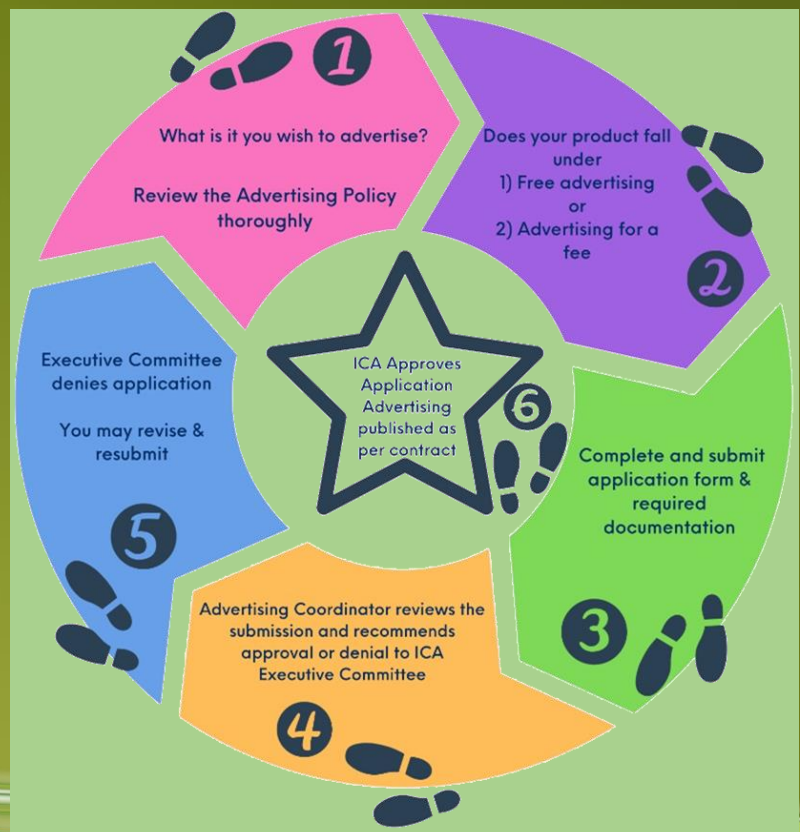 1
What is it you wish to advertise?
Review the Advertising Policy
thoroughly
Does your product fall
under
1) Free advertising
or
2) Advertising for a
fee
2
Complete and submit
application form &
required
documentation
3
Advertising Coordinator reviews the
submission and recommends
approval or denial to ICA
Executive Committee
4
Executive Committee
denies application
You may revise &
resubmit
5
ICA Approves
Application
Advertising
published as
per contract
6